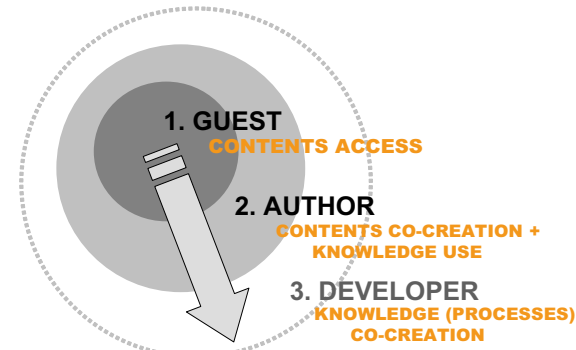 1. GUEST
CONTENTS ACCESS
2. AUTHOR
CONTENTS CO-CREATION +
KNOWLEDGE USE
3. DEVELOPER
KNOWLEDGE (PROCESSES)
CO-CREATION